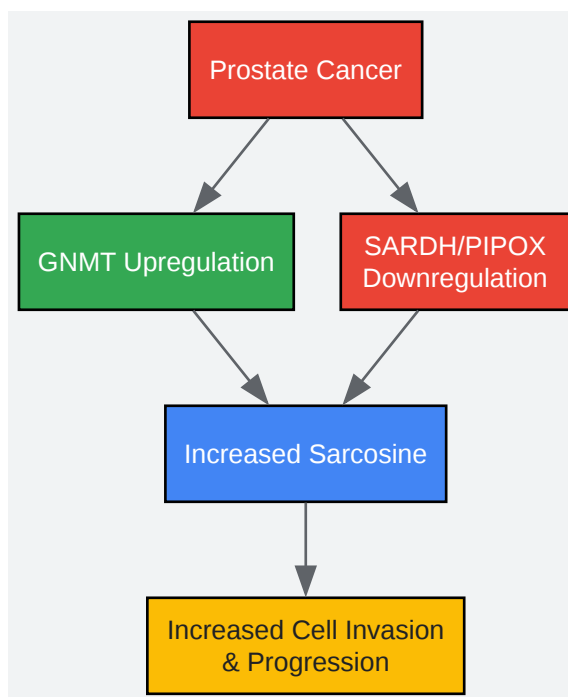 Prostate Cancer
GNMT Upregulation
SARDH/PIPOX
Downregulation
Increased Sarcosine
Increased Cell Invasion
& Progression